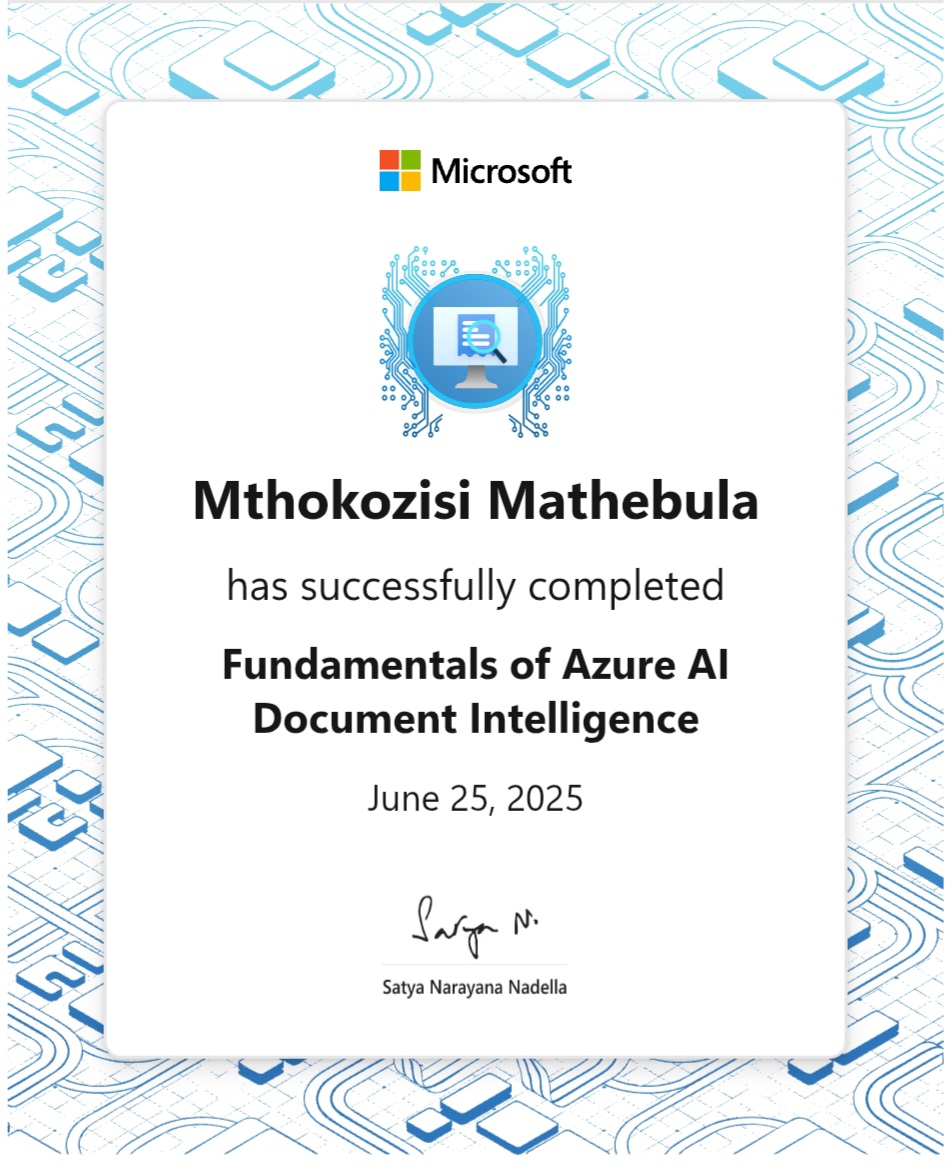 Microsoft
Mthokozisi Mathebula
has successfully completed
Fundamentals of Azure AI
Document Intelligence
June 25, 2025
Satya N.
Satya Narayana Nadella